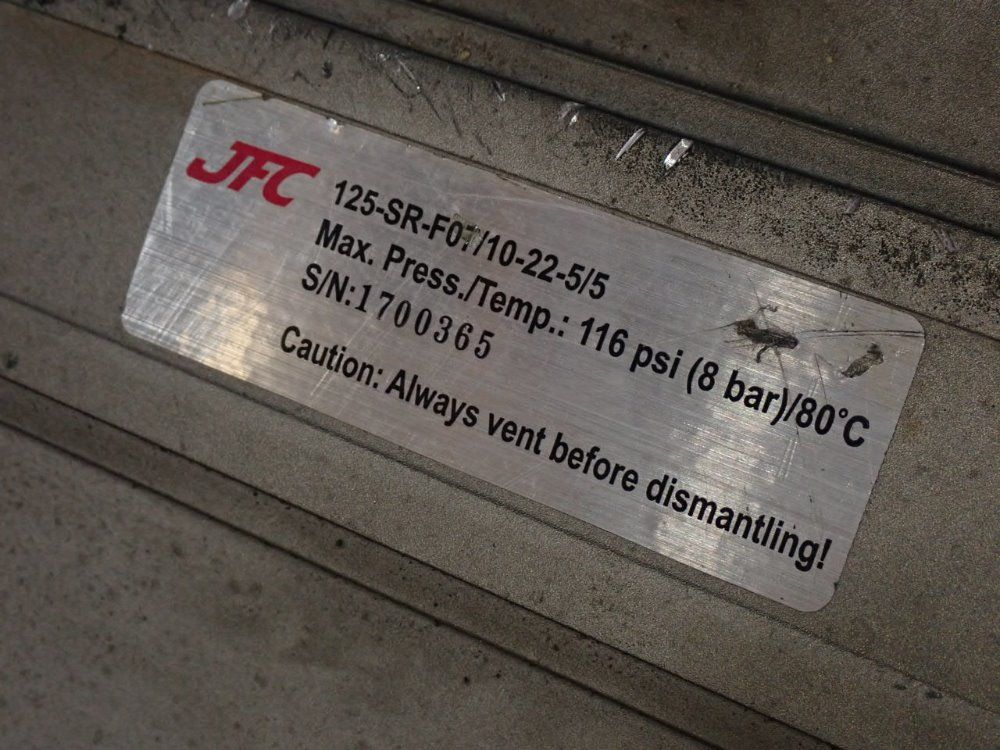 JFC
125-SR-F07/10-22-5/5
Max. Press./Temp.: 116 psi (8 bar)/80°C
S/N:1700365
Caution: Always vent before dismantling!